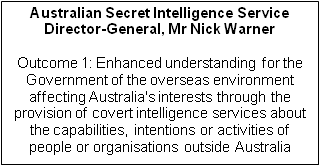 Australian Secret Intelligence Service
Director-General, Mr Nick Warner
Outcome 1: Enhanced understanding for the
Government of the overseas environment
affecting Australia's interests through the
provision of covert intelligence services about
the capabilities, intentions or activities of
people or organisations outside Australia